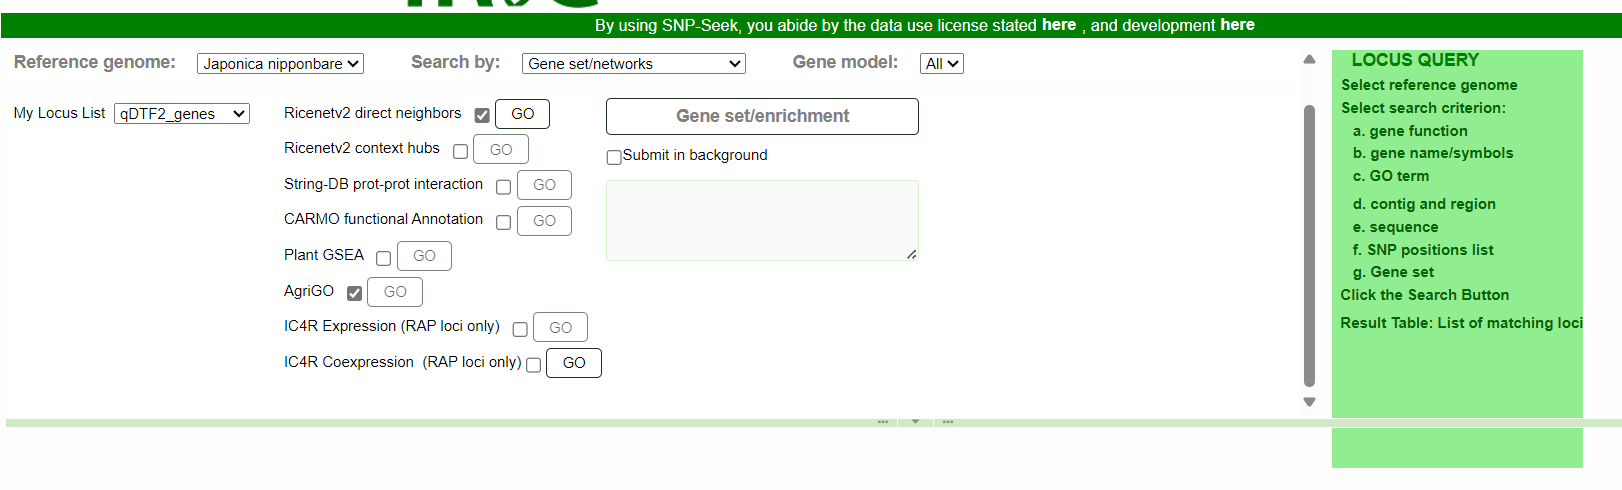 By using SNP-Seek, you abide by the data use license stated here , and development here
Reference genome: Japonica nipponbare Search by: Gene set/networks Gene model: All
My Locus List qDTF2_genes
Ricenetv2 direct neighbors GO
Ricenetv2 context hubs GO
String-DB prot-prot interaction GO
CARMO functional Annotation GO
Plant GSEA GO
AgriGO GO
IC4R Expression (RAP loci only) GO
IC4R Coexpression (RAP loci only) GO
Gene set/enrichment
Submit in background
LOCUS QUERY
Select reference genome
Select search criterion:
a. gene function
b. gene name/symbols
c. GO term
d. contig and region
e. sequence
f. SNP positions list
g. Gene set
Click the Search Button
Result Table: List of matching loci